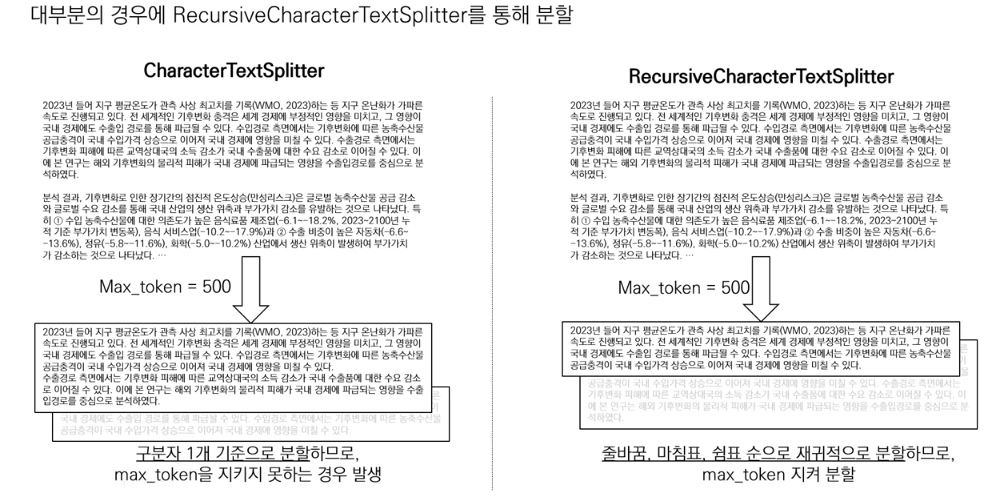 대부분의 경우에 RecursiveCharacterTextSplitter를 통해 분할
CharacterTextSplitter
2023년 들어 지구 평균온도가 관측 사상 최고치를 기록(WMO, 2023)하는 등 지구 온난화가 가파른
속도로 진행되고 있다. 전 세계적인 기후변화 충격은 세계 경제에 부정적인 영향을 미치고, 그 영향이
국내 경제에도 수출입 경로를 통해 파급될 수 있다. 수입경로 측면에서는 기후변화에 따른 농축수산물
공급충격이 국내 수입가격 상승으로 이어져 국내 경제에 영향을 미칠 수 있다. 수출경로 측면에서는
기후변화 피해에 따른 교역상대국의 소득 감소가 국내 수출품에 대한 수요 감소로 이어질 수 있다. 이
에 본 연구는 해외 기후변화의 물리적 피해가 국내 경제에 파급되는 영향을 수출입경로를 중심으로 분
석하였다.
분석 결과, 기후변화로 인한 장기간의 점진적 온도상승(만성리스크)은 글로벌 농축수산물 공급 감소
와 글로벌 수요 감소를 통해 국내 산업의 생산 위축과 부가가치 감소를 유발하는 것으로 나타났다. 특
히 ① 수입 농축수산물에 대한 의존도가 높은 음식료품 제조업(-6.1~-18.2%, 2023~2100년 누
적 기준 부가가치 변동폭), 음식 서비스업(-10.2~-17.9%)과 ② 수출 비중이 높은 자동차(-6.6~
-13.6%), 정유(-5.8~-11.6%), 화학(-5.0~-10.2%) 산업에서 생산 위축이 발생하여 부가가치
가 감소하는 것으로 나타났다. …
Max_token = 500
2023년 들어 지구 평균온도가 관측 사상 최고치를 기록(WMO, 2023)하는 등 지구 온난화가 가파른
속도로 진행되고 있다. 전 세계적인 기후변화 충격은 세계 경제에 부정적인 영향을 미치고, 그 영향이
국내 경제에도 수출입 경로를 통해 파급될 수 있다. 수입경로 측면에서는 기후변화에 따른 농축수산물
공급충격이 국내 수입가격 상승으로 이어져 국내 경제에 영향을 미칠 수 있다.
수출경로 측면에서는 기후변화 피해에 따른 교역상대국의 소득 감소가 국내 수출품에 대한 수요 감소
로 이어질 수 있다. 이에 본 연구는 해외 기후변화의 물리적 피해가 국내 경제에 파급되는 영향을 수출
입경로를 중심으로 분석하였다.
국내 경제에도 수출입 경로를 통해 파급될 수 있다. 수입경로 측면에서는 기후변화에 따른 농축수산물
공급충격이 국내 수입가격 상승으로 이어져 국내 경제에 영향을 미칠 수 있다.
구분자 1개 기준으로 분할하므로,
max_token을 지키지 못하는 경우 발생
RecursiveCharacterTextSplitter
2023년 들어 지구 평균온도가 관측 사상 최고치를 기록(WMO, 2023)하는 등 지구 온난화가 가파른
속도로 진행되고 있다. 전 세계적인 기후변화 충격은 세계 경제에 부정적인 영향을 미치고, 그 영향이
국내 경제에도 수출입 경로를 통해 파급될 수 있다. 수입경로 측면에서는 기후변화에 따른 농축수산물
공급충격이 국내 수입가격 상승으로 이어져 국내 경제에 영향을 미칠 수 있다. 수출경로 측면에서는
기후변화 피해에 따른 교역상대국의 소득 감소가 국내 수출품에 대한 수요 감소로 이어질 수 있다. 이
에 본 연구는 해외 기후변화의 물리적 피해가 국내 경제에 파급되는 영향을 수출입경로를 중심으로 분
석하였다.
분석 결과, 기후변화로 인한 장기간의 점진적 온도상승(만성리스크)은 글로벌 농축수산물 공급 감소
와 글로벌 수요 감소를 통해 국내 산업의 생산 위축과 부가가치 감소를 유발하는 것으로 나타났다. 특
히 ① 수입 농축수산물에 대한 의존도가 높은 음식료품 제조업(-6.1~-18.2%, 2023~2100년 누
적 기준 부가가치 변동폭), 음식 서비스업(-10.2~-17.9%)과 ② 수출 비중이 높은 자동차(-6.6~
-13.6%), 정유(-5.8~-11.6%), 화학(-5.0~-10.2%) 산업에서 생산 위축이 발생하여 부가가치
가 감소하는 것으로 나타났다. …
Max_token = 500
2023년 들어 지구 평균온도가 관측 사상 최고치를 기록(WMO, 2023)하는 등 지구 온난화가 가파른
속도로 진행되고 있다. 전 세계적인 기후변화 충격은 세계 경제에 부정적인 영향을 미치고, 그 영향이
국내 경제에도 수출입 경로를 통해 파급될 수 있다. 수입경로 측면에서는 기후변화에 따른 농축수산물
공급충격이 국내 수입가격 상승으로 이어져 국내 경제에 영향을 미칠 수 있다.
공급충격이 국내 수입가격 상승으로 이어져 국내 경제에 영향을 미칠 수 있다. 수출경로 측면에서는
기후변화 피해에 따른 교역상대국의 소득 감소가 국내 수출품에 대한 수요 감소로 이어질 수 있다. 이
에 본 연구는 해외 기후변화의 물리적 피해가 국내 경제에 파급되는 영향을 수출입경로를 중심으로 분
석하였다.
줄바꿈, 마침표, 쉼표 순으로 재귀적으로 분할하므로,
max_token 지켜 분할